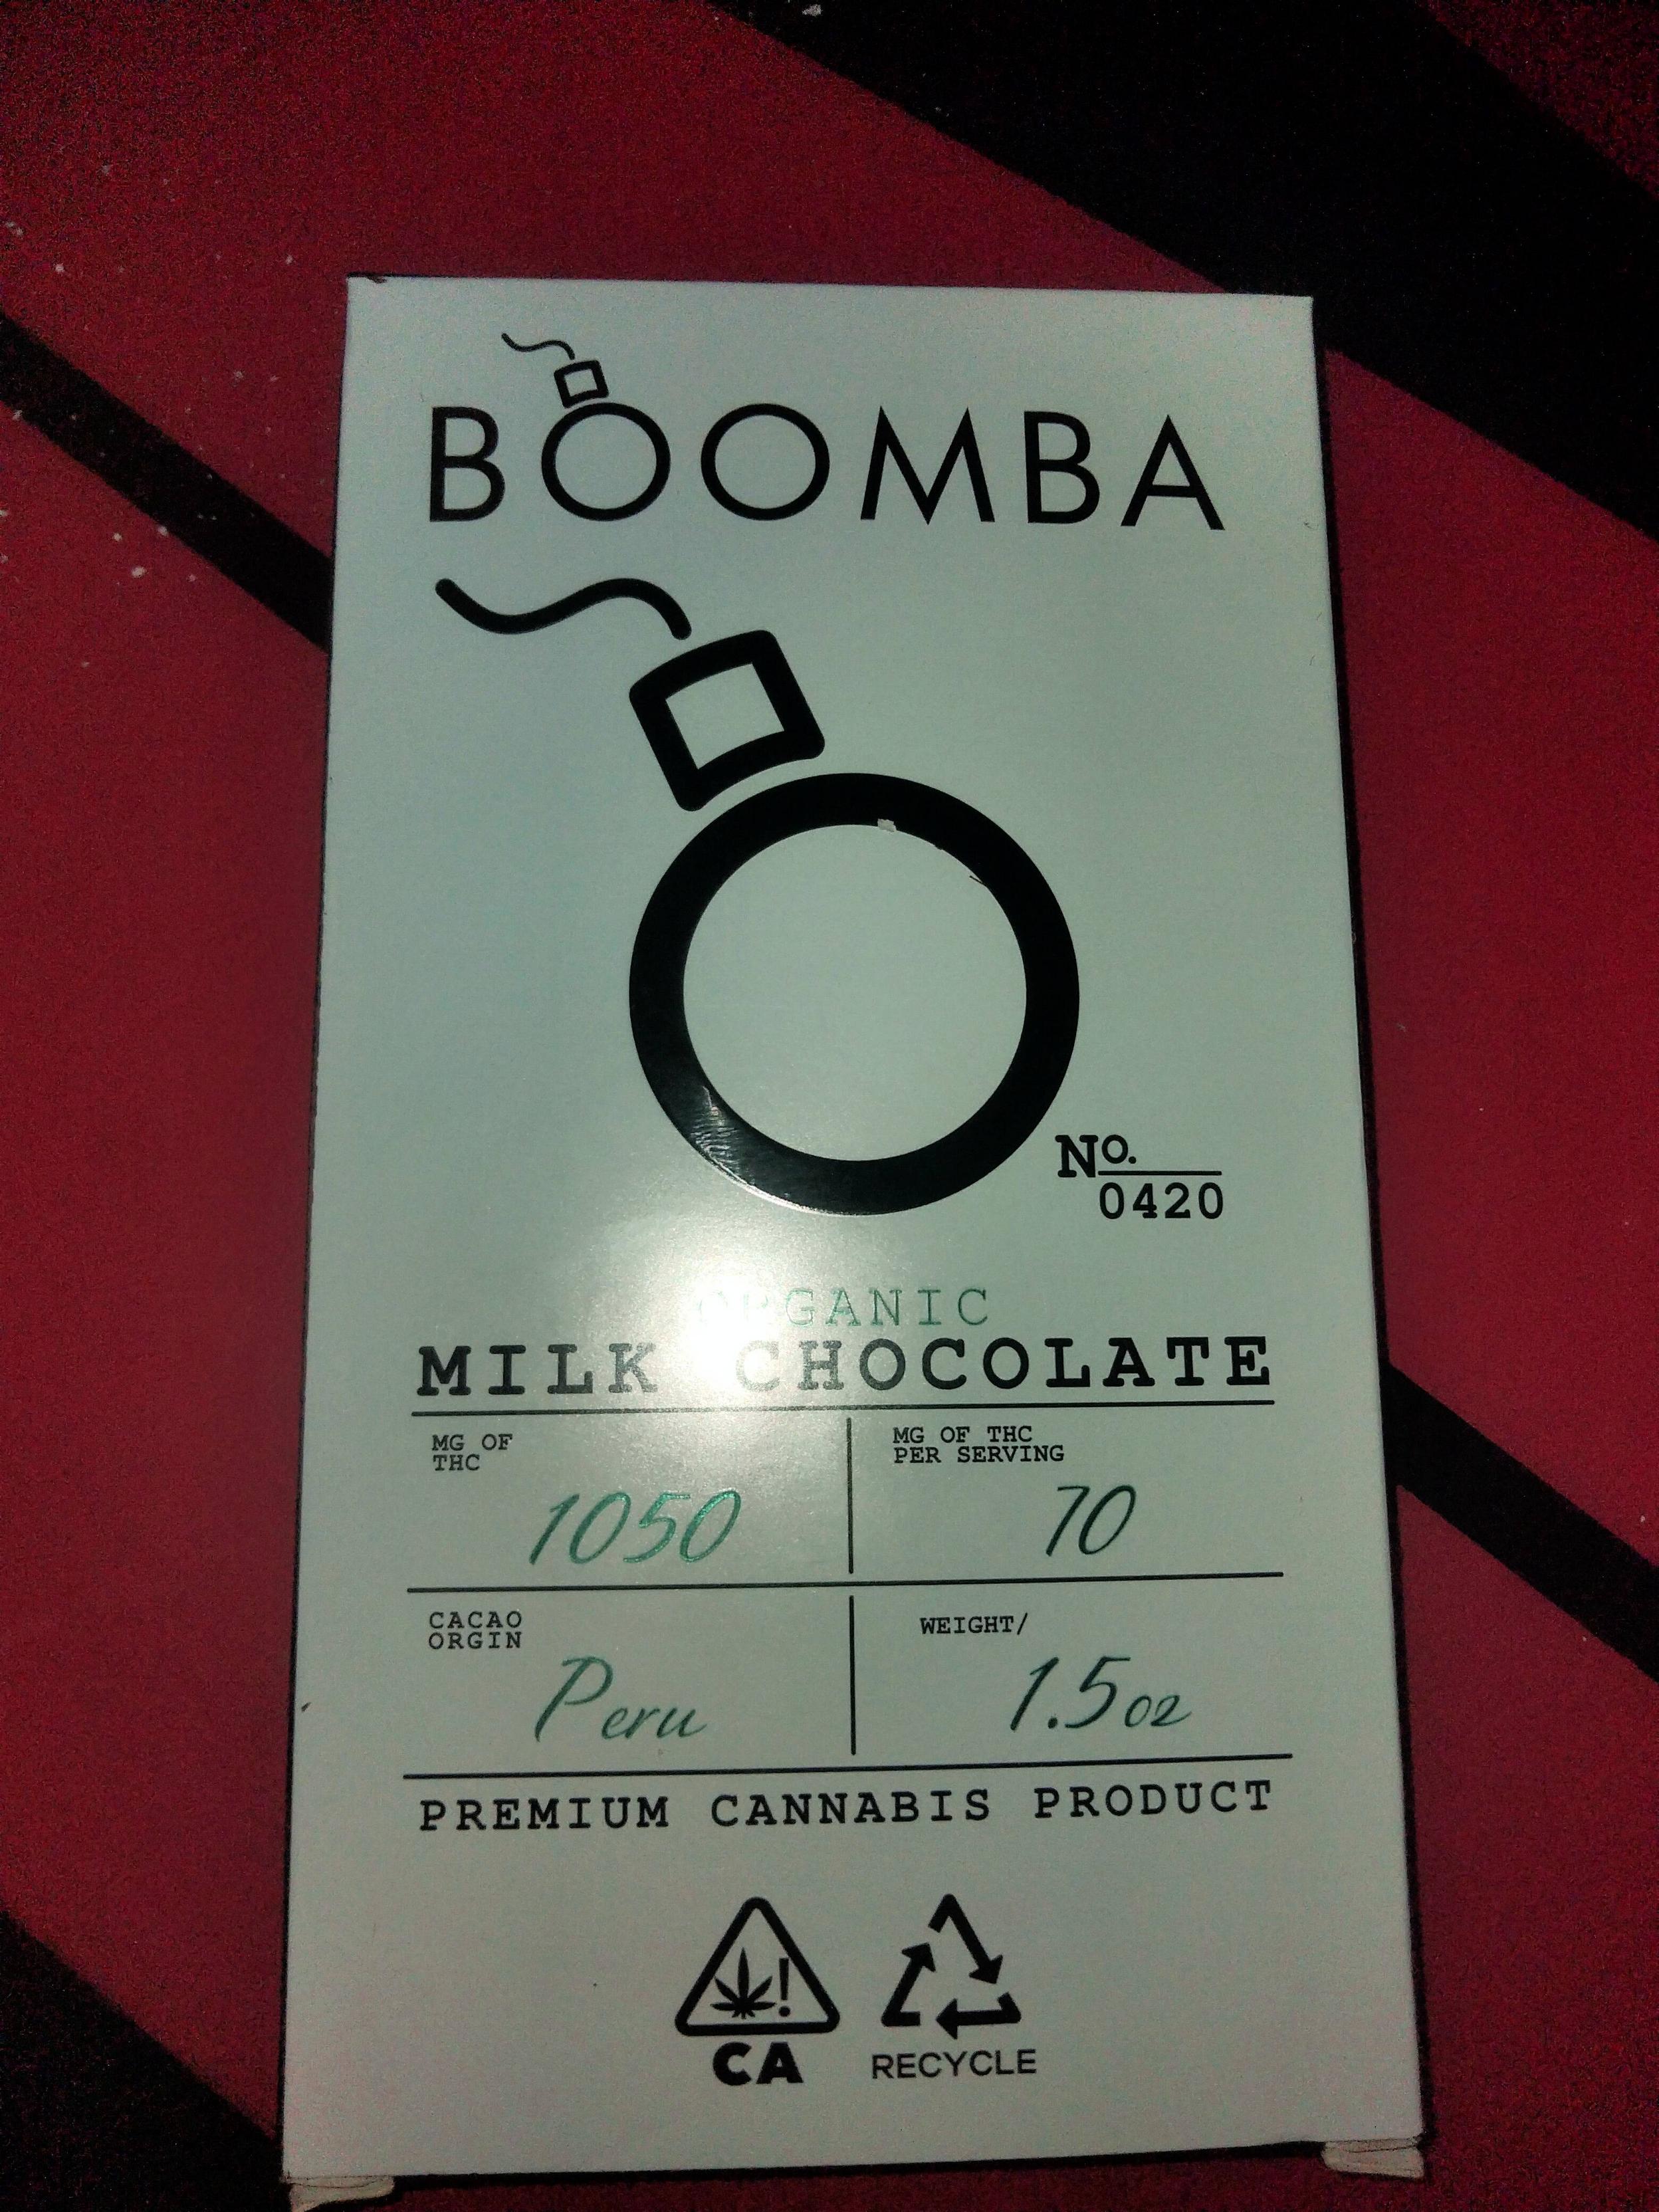 BOOMBA
No.
0420
ORGANIC
MILK CHOCOLATE
MG OF
THC
1050
MG OF THC
PER SERVING
70
CACAO
ORGIN
Peru
WEIGHT/
1.5oz
PREMIUM CANNABIS PRODUCT
!
CA
RECYCLE